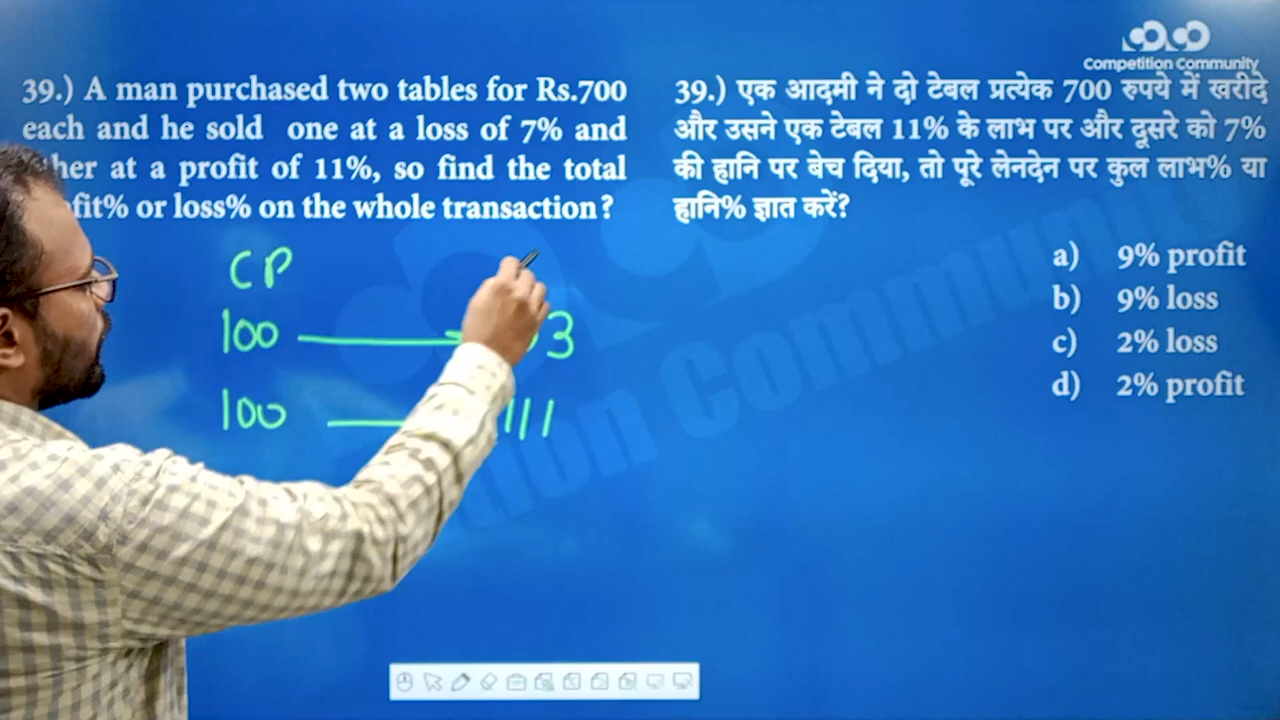 Competition Community
39.) A man purchased two tables for Rs.700
each and he sold one at a loss of 7% and
at a profit of 11%, so find the total
or loss% on the whole transaction?
39.) एक आदमी ने दो टेबल प्रत्येक 700 रुपये में खरीदे
और उसने एक टेबल 11% के लाभ पर और दूसरे को 7%
की हानि पर बेच दिया, तो पूरे लेनदेन पर कुल लाभ% या
हानि% ज्ञात करें?
a) 9% profit
b) 9% loss
c) 2% loss
d) 2% profit
CP
100 3
100 111